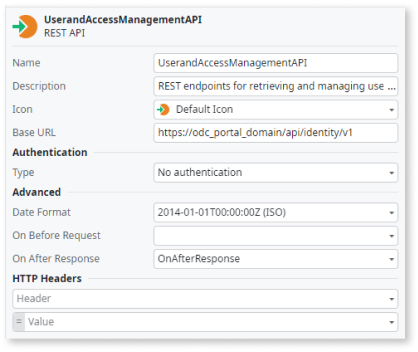 UserandAccessManagementAPI
REST API
Name UserandAccessManagementAPI
Description REST endpoints for retrieving and managing use ...
Icon Default Icon
Base URL https://odc_portal_domain/api/identity/v1
Authentication
Type No authentication
Advanced
Date Format 2014-01-01T00:00:00Z (ISO)
On Before Request
On After Response OnAfterResponse
HTTP Headers
Header
= Value